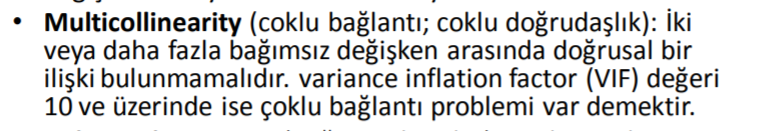 • Multicollinearity (coklu bağlantı; coklu doğrudaşlık): İki
veya daha fazla bağımsız değişken arasında doğrusal bir
ilişki bulunmamalıdır. variance inflation factor (VIF) değeri
10 ve üzerinde ise çoklu bağlantı problemi var demektir.